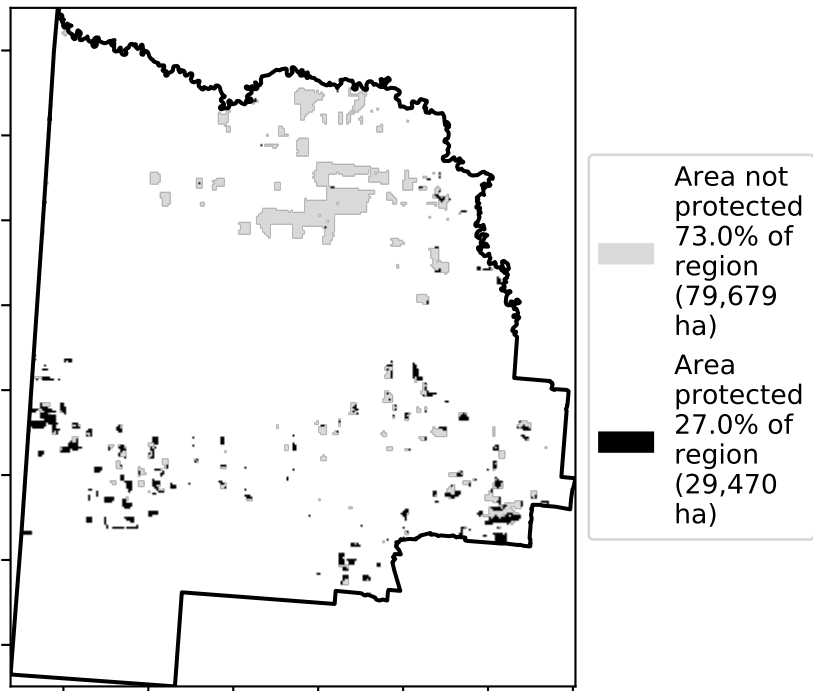 Area not
protected
73.0% of
region
(79,679
ha)
Area
protected
27.0% of
region
(29,470
ha)